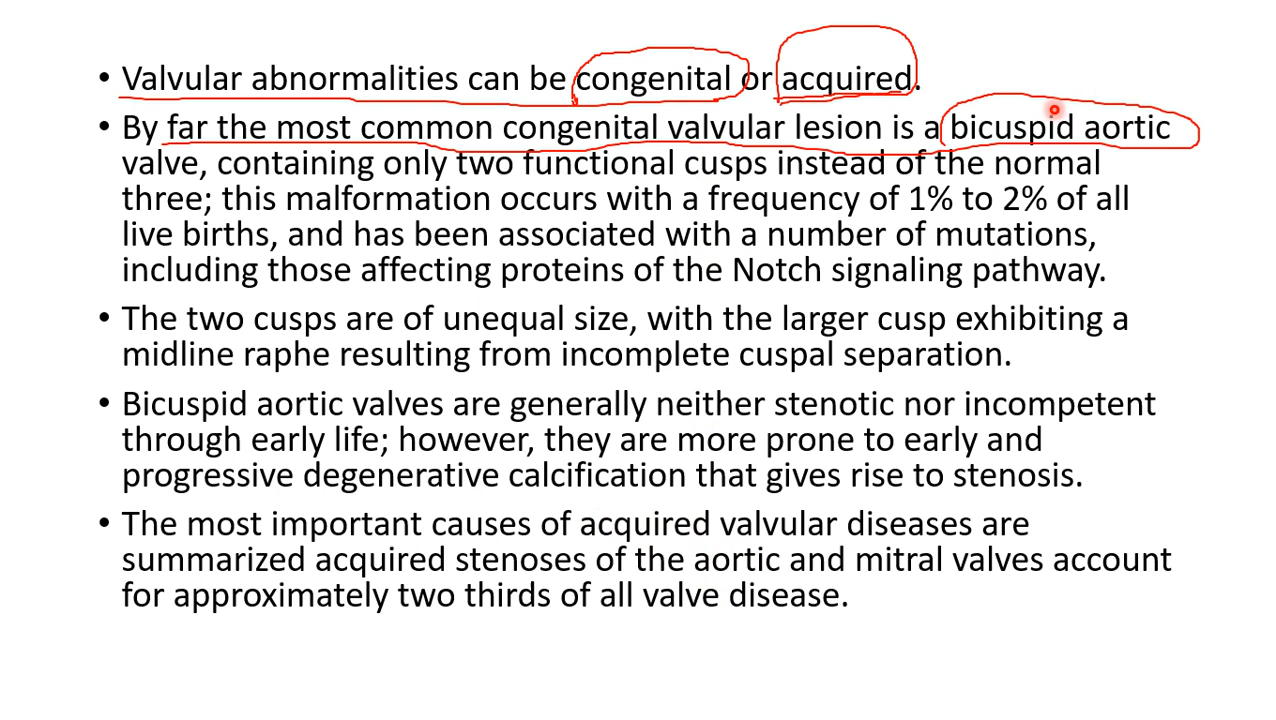 • Valvular abnormalities can be congenital or acquired.
• By far the most common congenital valvular lesion is a bicuspid aortic
valve, containing only two functional cusps instead of the normal
three; this malformation occurs with a frequency of 1% to 2% of all
live births, and has been associated with a number of mutations,
including those affecting proteins of the Notch signaling pathway.
• The two cusps are of unequal size, with the larger cusp exhibiting a
midline raphe resulting from incomplete cuspal separation.
• Bicuspid aortic valves are generally neither stenotic nor incompetent
through early life; however, they are more prone to early and
progressive degenerative calcification that gives rise to stenosis.
• The most important causes of acquired valvular diseases are
summarized acquired stenoses of the aortic and mitral valves account
for approximately two thirds of all valve disease.